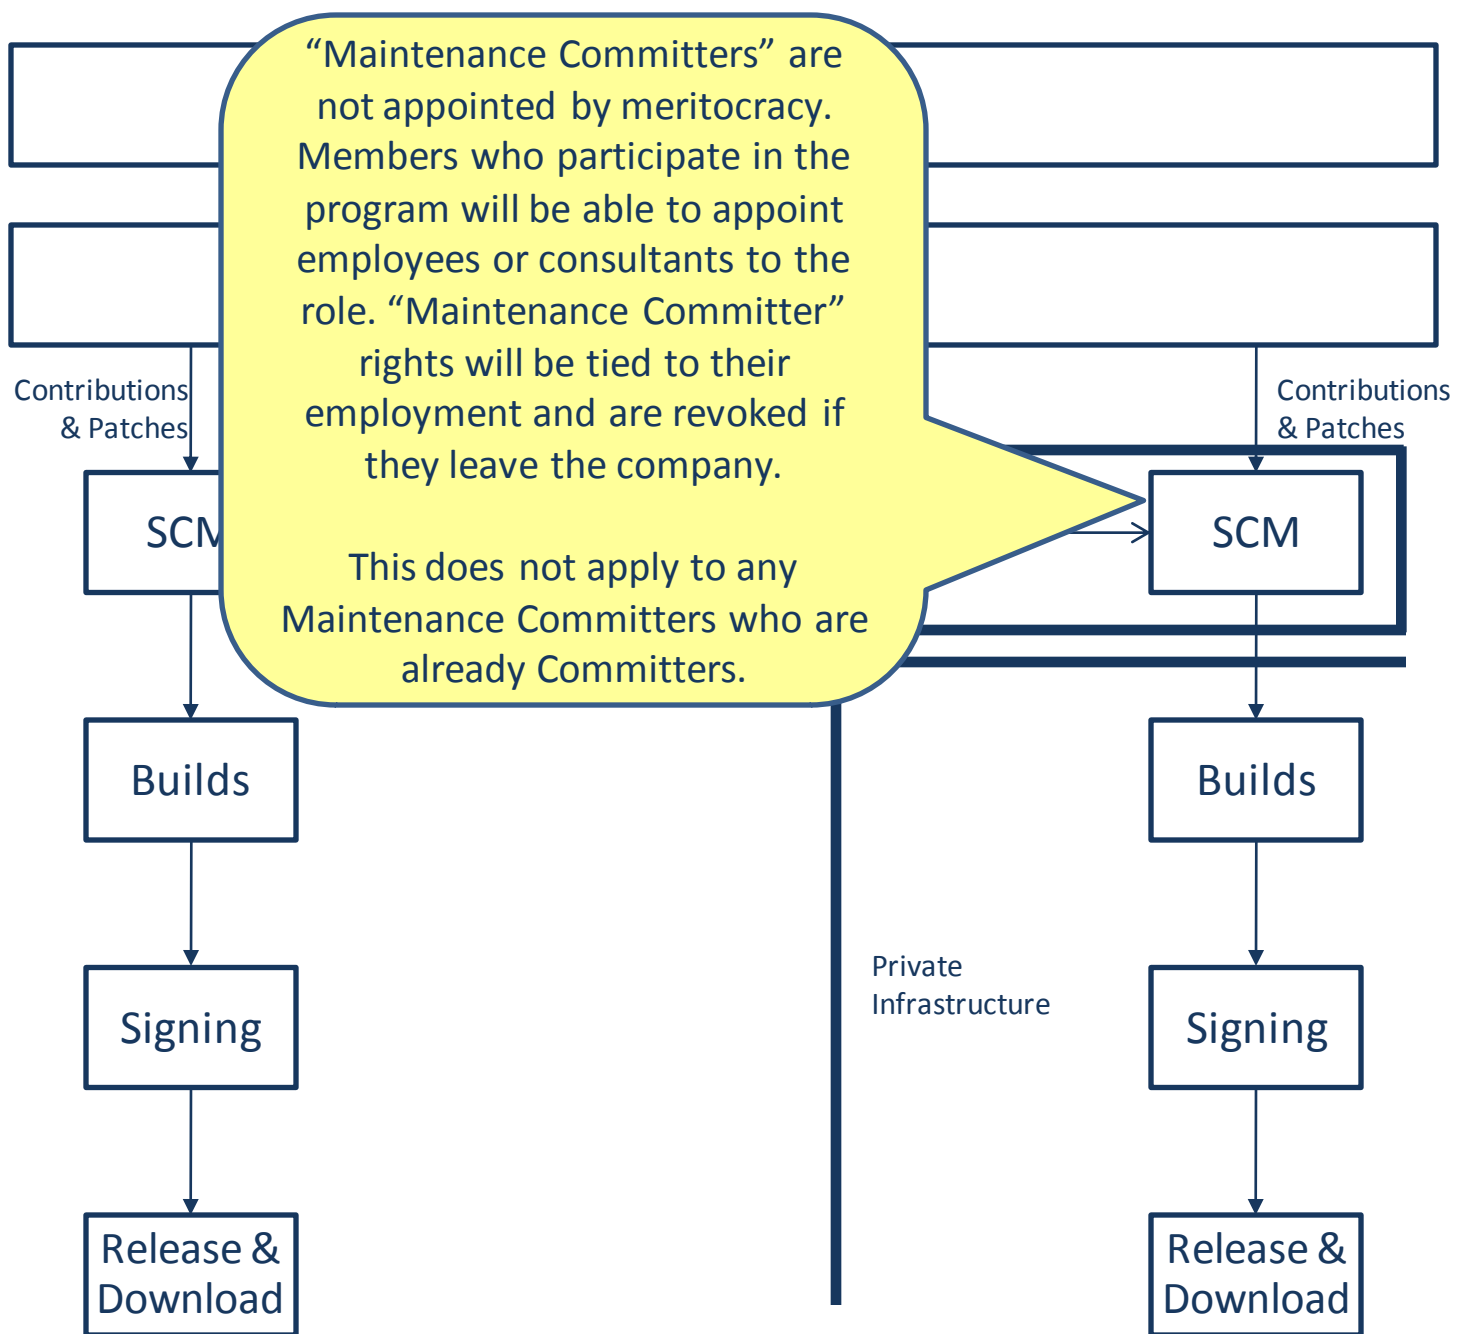 “Maintenance Committers” are
not appointed by meritocracy.
Members who participate in the
program will be able to appoint
employees or consultants to the
role. “Maintenance Committer”
rights will be tied to their
employment and are revoked if
they leave the company.
This does not apply to any
Maintenance Committers who are
already Committers.
Contributions
& Patches
SCM
Builds
Signing
Release &
Download
Private
Infrastructure
Contributions
& Patches
SCM
Builds
Signing
Release &
Download